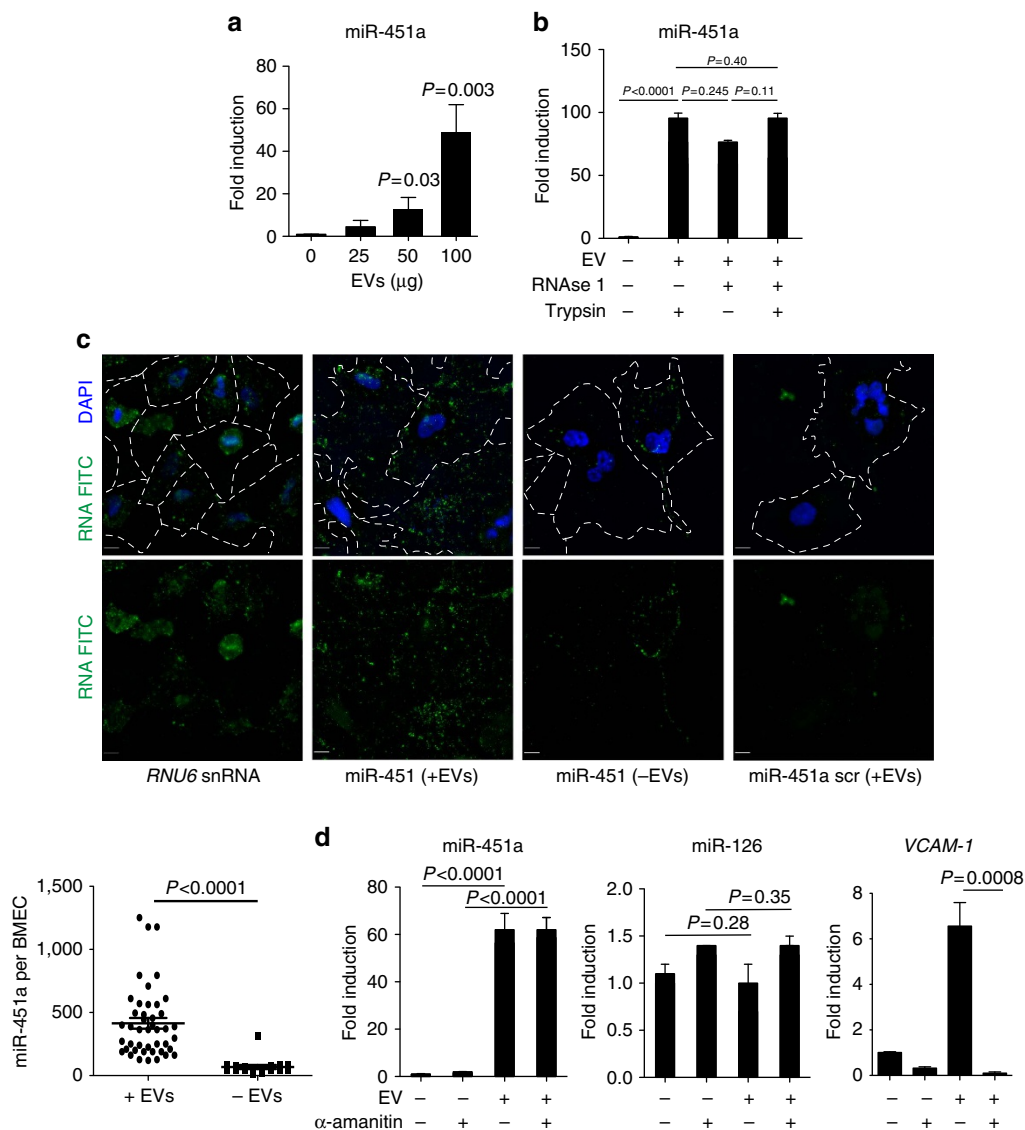 a
miR-451a
80
60
40
20
0
Fold induction
P=0.03
P=0.003
0 25 50 100
EVs (μg)
b
miR-451a
150
100
50
0
Fold induction
P=0.40
P<0.0001 P=0.245 P=0.11
EV – + + +
RNAse 1 – – + +
Trypsin – + – +
c
RNA FITC DAPI
RNA FITC
RNU6 snRNA
miR-451 (+EVs)
miR-451 (–EVs)
miR-451a scr (+EVs)
miR-451a per BMEC
1,500
1,000
500
0
P<0.0001
+ EVs – EVs
d
miR-451a
80
60
40
20
0
Fold induction
P<0.0001
P<0.0001
EV – – + +
α-amanitin – + – +
miR-126
2.0
1.5
1.0
0.5
0.0
Fold induction
P=0.35
P=0.28
– – + +
– + – +
VCAM-1
8
6
4
2
0
Fold induction
P=0.0008
– – + +
– + – +